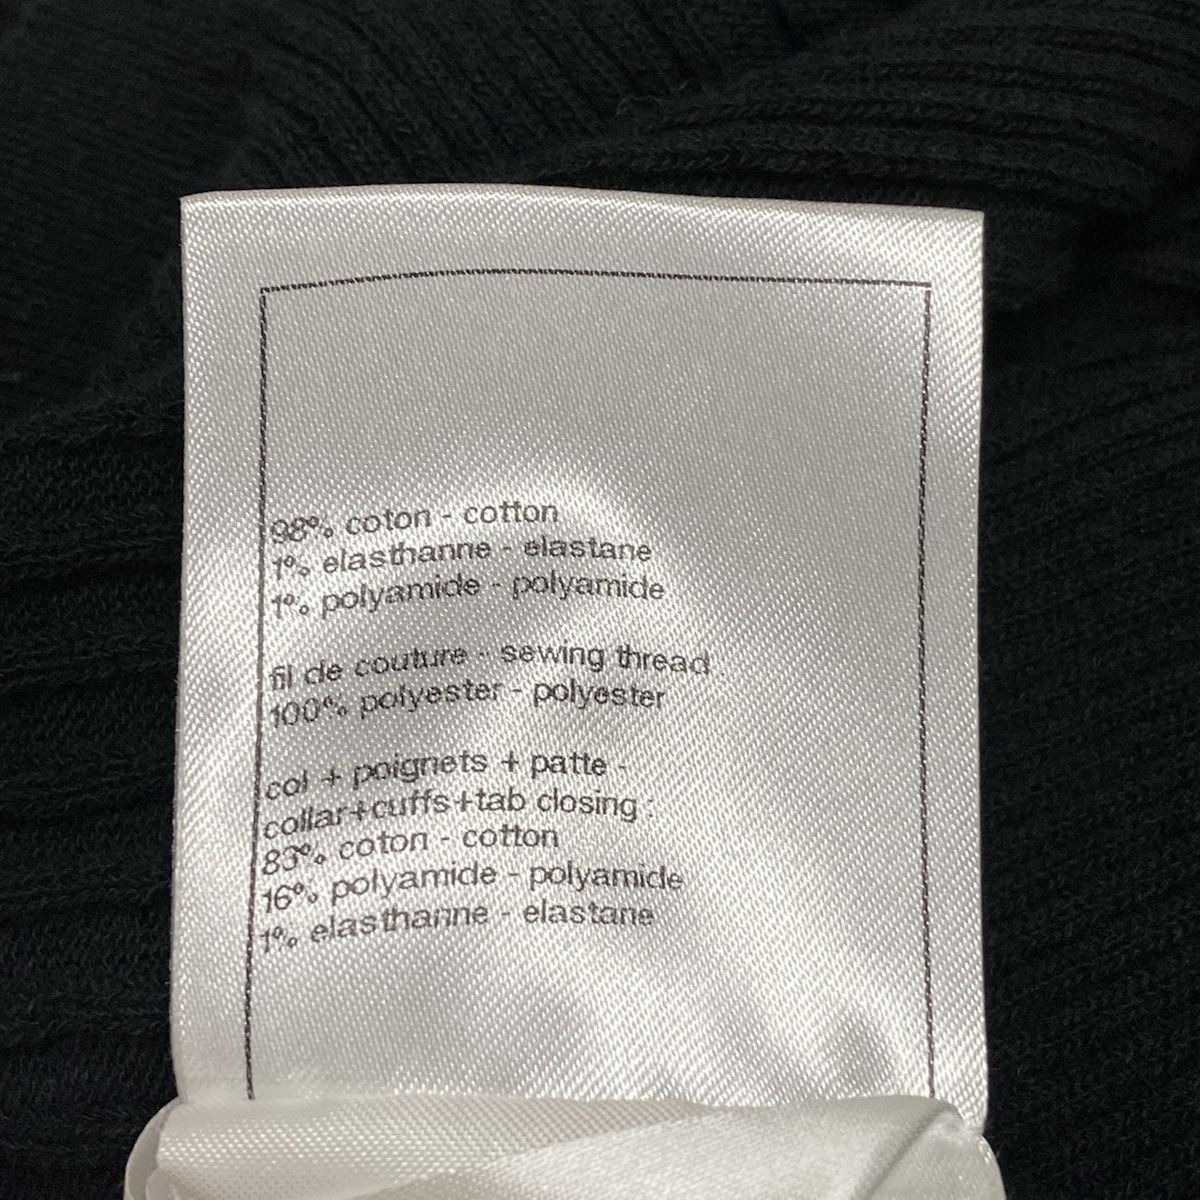 98% coton - cotton
1% elasthanne - elastane
1% polyamide - polyamide
fil de couture - sewing thread
100% polyester - polyester
col + poignets + patte -
collar+cuffs+tab closing :
83% coton - cotton
16% polyamide - polyamide
1% elasthanne - elastane